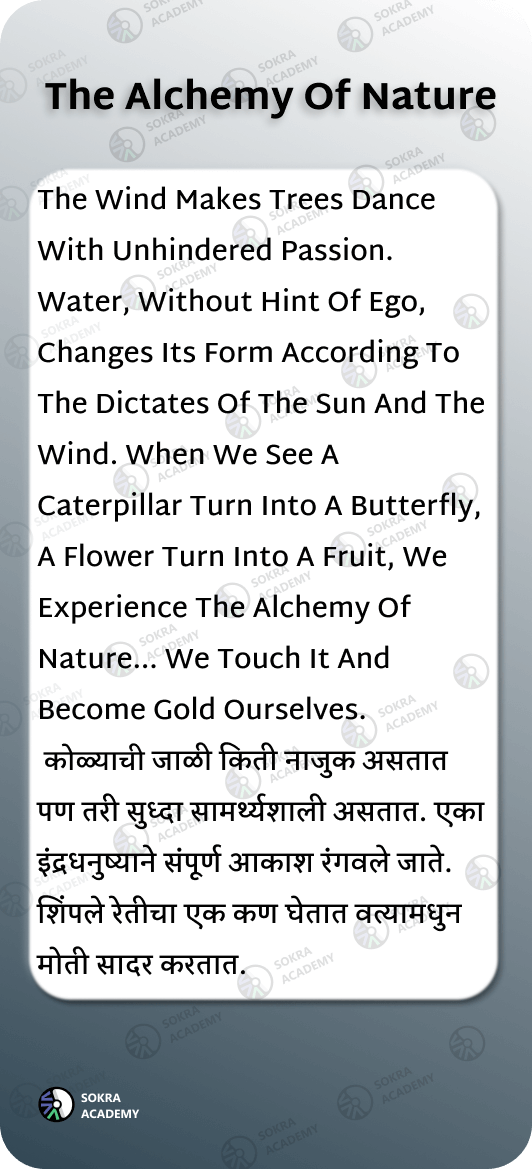 The Alchemy Of Nature
The Wind Makes Trees Dance
With Unhindered Passion.
Water, Without Hint Of Ego,
Changes Its Form According To
The Dictates Of The Sun And The
Wind. When We See A
Caterpillar Turn Into A Butterfly,
A Flower Turn Into A Fruit, We
Experience The Alchemy Of
Nature... We Touch It And
Become Gold Ourselves.
कोळ्याची जाळी किती नाजुक असतात
पण तरी सुध्दा सामर्थ्यशाली असतात. एका
इंद्रधनुष्याने संपूर्ण आकाश रंगवले जाते.
शिंपले रेतीचा एक कण घेतात वत्यामधुन
मोती सादर करतात.
SOKRA
ACADEMY